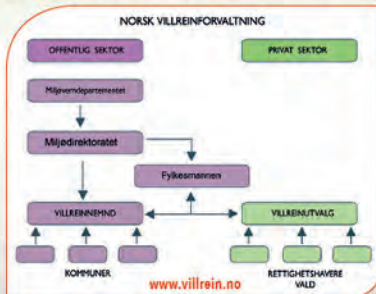 NORSK VILLREINFORVALTNING
OFFENTLIG SEKTOR
PRIVAT SEKTOR
Miljøverndepartementet
Miljødirektoratet
Fylkesmannen
VILLREINNEMND
VILLREINUTVALG
KOMMUNER
RETTIGHETSHAVERE
VALD
www.villrein.no